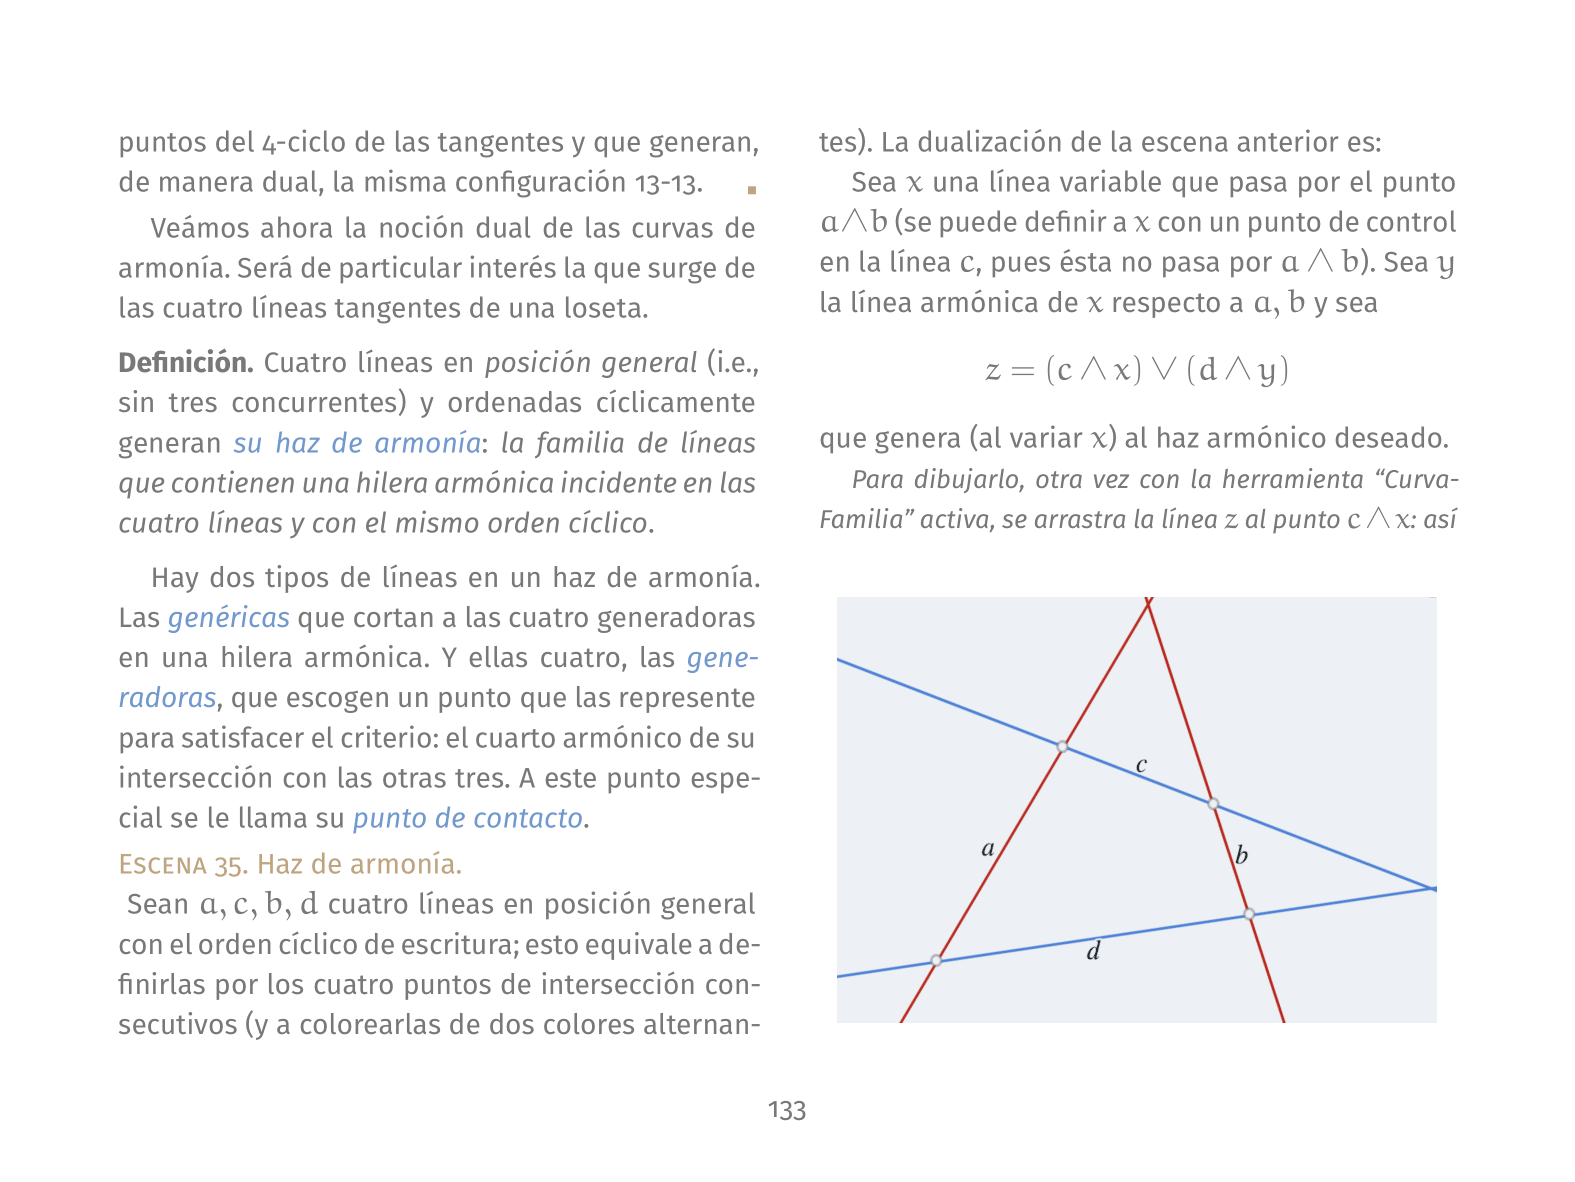 puntos del 4-ciclo de las tangentes y que generan,
de manera dual, la misma configuración 13-13. ■
Veámos ahora la noción dual de las curvas de
armonía. Será de particular interés la que surge de
las cuatro líneas tangentes de una loseta.
Definición. Cuatro líneas en posición general (i.e.,
sin tres concurrentes) y ordenadas cíclicamente
generan su haz de armonía: la familia de líneas
que contienen una hilera armónica incidente en las
cuatro líneas y con el mismo orden cíclico.
Hay dos tipos de líneas en un haz de armonía.
Las genéricas que cortan a las cuatro generadoras
en una hilera armónica. Y ellas cuatro, las gene-
radoras, que escogen un punto que las represente
para satisfacer el criterio: el cuarto armónico de su
intersección con las otras tres. A este punto espe-
cial se le llama su punto de contacto.
Escena 35. Haz de armonía.
Sean a, c, b, d cuatro líneas en posición general
con el orden cíclico de escritura; esto equivale a de-
finirlas por los cuatro puntos de intersección con-
secutivos (y a colorearlas de dos colores alternan-
tes). La dualización de la escena anterior es:
Sea x una línea variable que pasa por el punto
a ∧ b (se puede definir a x con un punto de control
en la línea c, pues ésta no pasa por a ∧ b). Sea y
la línea armónica de x respecto a a, b y sea
z = (c ∧ x) ∨ (d ∧ y)
que genera (al variar x) al haz armónico deseado.
Para dibujarlo, otra vez con la herramienta “Curva-
Familia” activa, se arrastra la línea z al punto c ∧ x: así
c
a
b
d
133